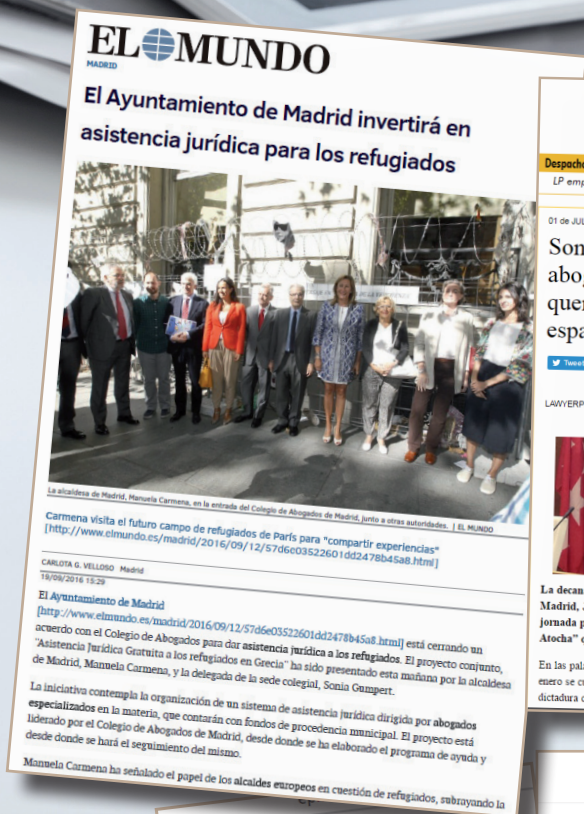 EL MUNDO
MADRID
El Ayuntamiento de Madrid invertirá en
asistencia jurídica para los refugiados
La alcaldesa de Madrid, Manuela Carmena, en la entrada del Colegio de Abogados de Madrid, junto a otras autoridades. | EL MUNDO
Carmena visita el futuro campo de refugiados de París para "compartir experiencias"
[http://www.elmundo.es/madrid/2016/09/12/57d6c03522601dd2478b45a8.html]
CARLOTA G. VELLOSO Madrid
19/09/2016 15:29
El Ayuntamiento de Madrid
[http://www.elmundo.es/madrid/2016/09/12/57d6e03522601dd2478b45a8.html] está cerrando un
acuerdo con el Colegio de Abogados para dar asistencia jurídica a los refugiados. El proyecto conjunto,
"Asistencia Jurídica Gratuita a los refugiados en Grecia" ha sido presentado esta mañana por la alcaldesa
de Madrid, Manuela Carmena, y la delegada de la sede colegial, Sonia Gumpert.
La iniciativa contempla la organización de un sistema de asistencia jurídica dirigida por abogados
especializados en la materia, que contarán con fondos de procedencia municipal. El proyecto está
liderado por el Colegio de Abogados de Madrid, desde donde se ha elaborado el programa de ayuda y
desde donde se hará el seguimiento del mismo.
Manuela Carmena ha señalado el papel de los alcaldes europeos en cuestión de refugiados, subrayando la
Despacho
LP emp
01 de JUL
Son
abog
quer
espa
Tweet
LAWYERP
La decan
Madrid,
jornada p
Atocha"
En las pala
enero se cu
dictadura